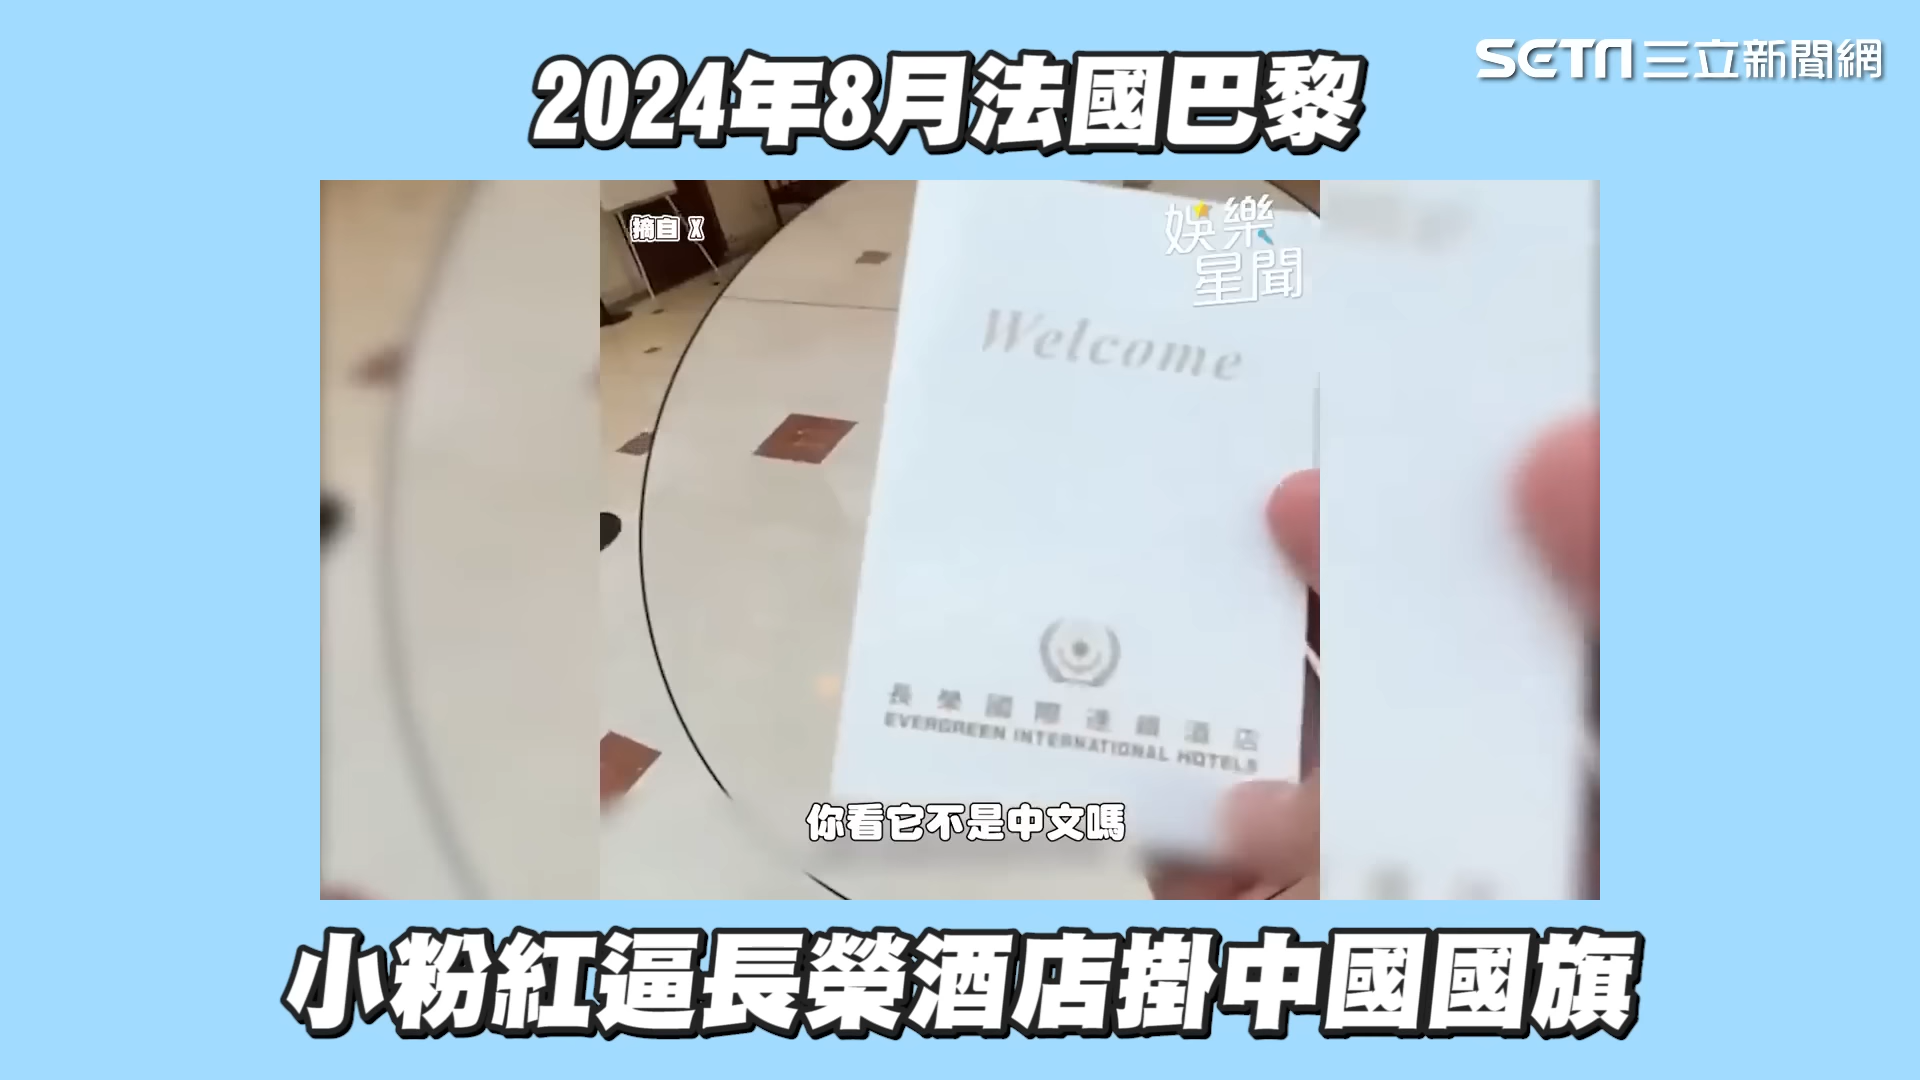 2024年8月法國巴黎
SETN三立新聞網
摘自 X
娛樂
星聞
Welcome
長榮國際連鎖酒店
EVERGREEN INTERNATIONAL HOTELS
你看它不是中文嗎
小粉紅逼長榮酒店掛中國國旗